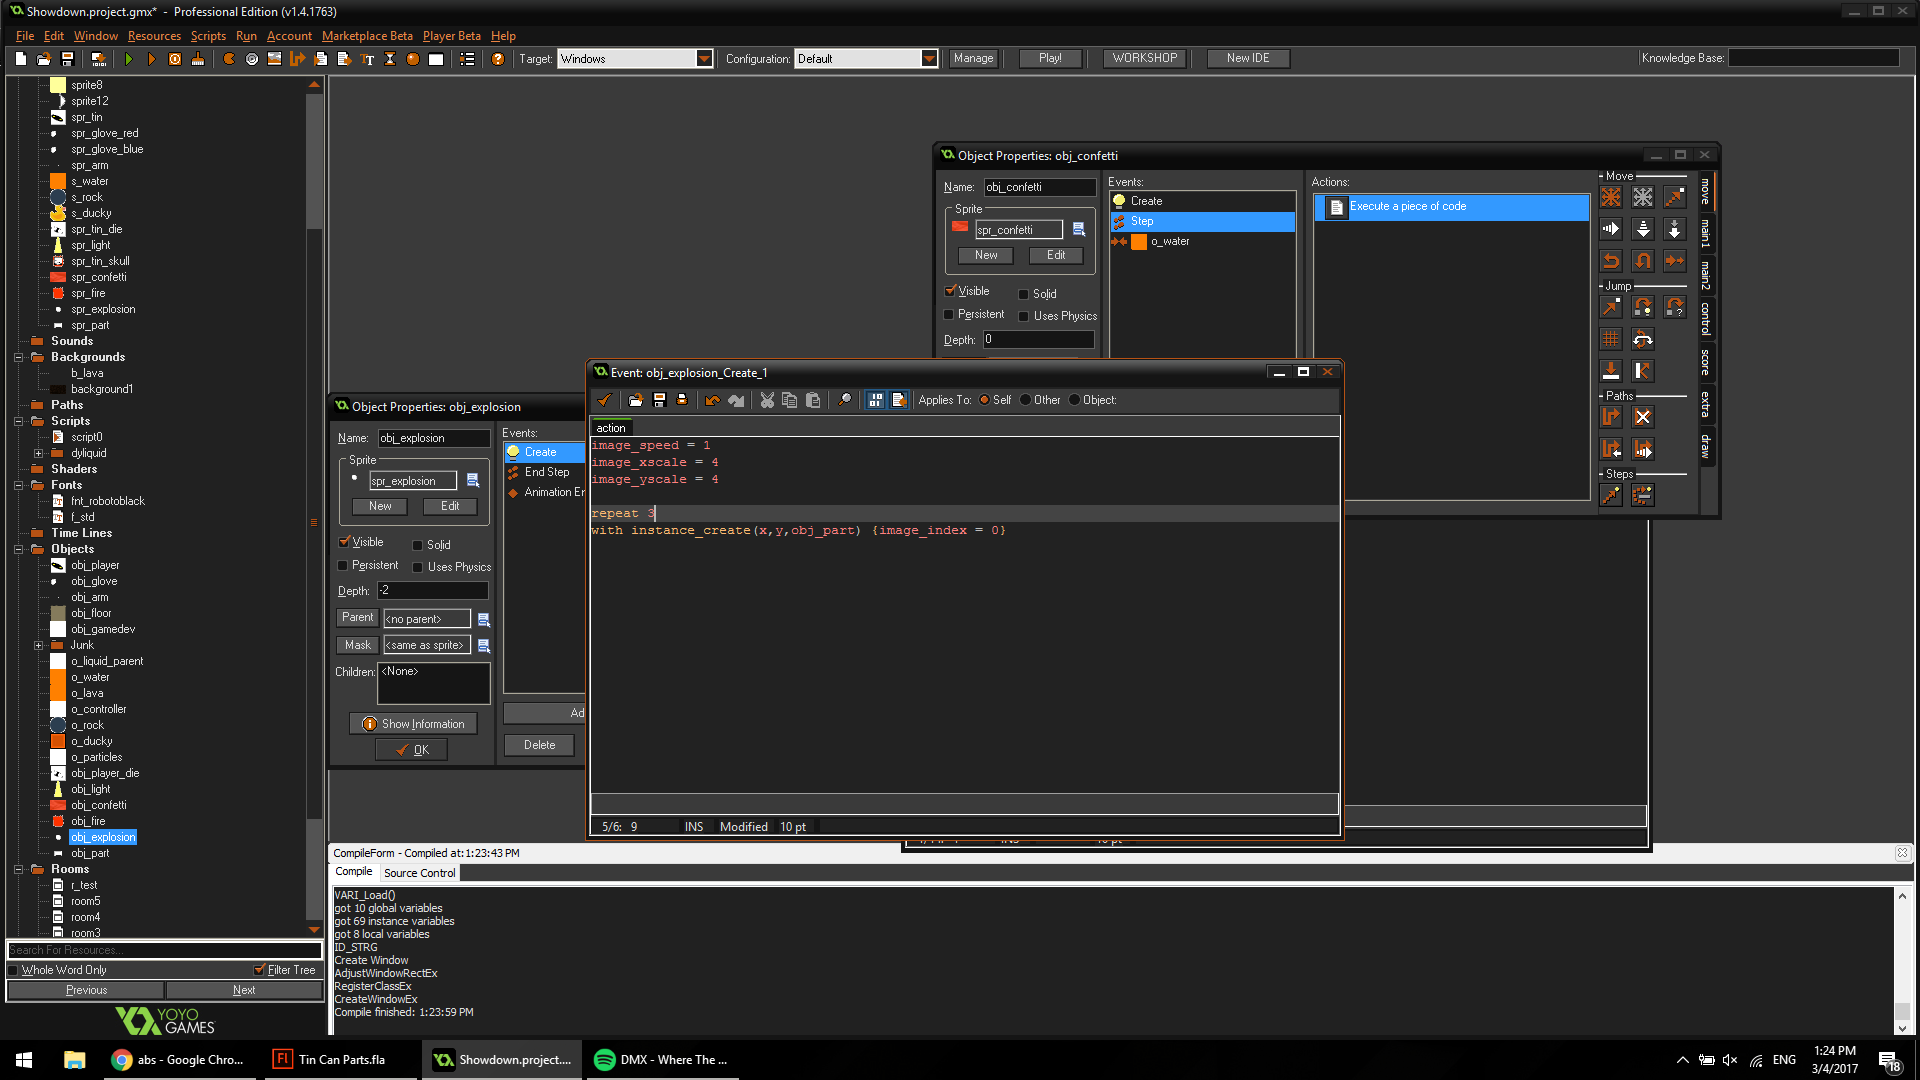 Showdown.project.gmx* - Professional Edition (v1.4.1763)
File Edit Window Resources Scripts Run Account Marketplace Beta Player Beta Help
Target: Windows Configuration: Default Manage Play! WORKSHOP New IDE Knowledge Base:
sprite8
sprite12
spr_tin
spr_glove_red
spr_glove_blue
spr_arm
s_water
s_rock
s_ducky
spr_tin_die
spr_light
spr_tin_skull
spr_confetti
spr_fire
spr_explosion
spr_part
Sounds
Backgrounds
b_lava
background1
Paths
Scripts
script0
dyliquid
Shaders
Fonts
fnt_robotoblack
f_std
Time Lines
Objects
obj_player
obj_glove
obj_arm
obj_floor
obj_gamedev
Junk
o_liquid_parent
o_water
o_lava
o_controller
o_rock
o_ducky
o_particles
obj_player_die
obj_light
obj_confetti
obj_fire
obj_explosion
obj_part
Rooms
r_test
room5
room4
room3
Search For Resources...
Whole Word Only Filter Tree
Previous Next
YOYO
GAMES
Object Properties: obj_confetti
Name: obj_confetti
Sprite
spr_confetti
New Edit
Visible Solid
Persistent Uses Physics
Depth: 0
Events:
Create
Step
o_water
Actions:
Execute a piece of code
Move
Jump
Paths
Steps
move
main1
main2
control
score
extra
draw
Object Properties: obj_explosion
Name: obj_explosion
Sprite
spr_explosion
New Edit
Visible Solid
Persistent Uses Physics
Depth: -2
Parent <no parent>
Mask <same as sprite>
Children: <None>
Show Information
OK
Events:
Create
End Step
Animation En
Ad
Delete
Event: obj_explosion_Create_1
Applies To: Self Other Object:
action
image_speed = 1
image_xscale = 4
image_yscale = 4
repeat 3
with instance_create(x,y,obj_part) {image_index = 0}
5/6: 9 INS Modified 10 pt
CompileForm - Compiled at:1:23:43 PM
Compile Source Control
VARI_Load()
got 10 global variables
got 69 instance variables
got 8 local variables
ID_STRG
Create Window
AdjustWindowRectEx
RegisterClassEx
CreateWindowEx
Compile finished: 1:23:59 PM
abs - Google Chro... Tin Can Parts.fla Showdown.project.... DMX - Where The ...
ENG
1:24 PM
3/4/2017
18